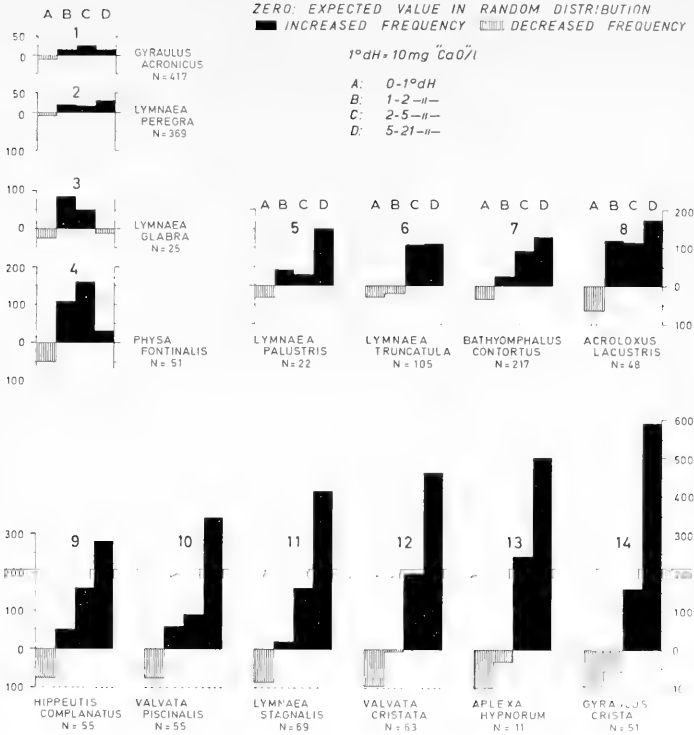 ZERO: EXPECTED VALUE IN RANDOM DISTRIBUTION
INCREASED FREQUENCY DECREASED FREQUENCY
1°dH = 10mg "CaO"/l
A: 0-1°dH
B: 1-2 —"—
C: 2-5 —"—
D: 5-21 —"—
A B C D
50
0
1
GYRAULUS
ACRONICUS
N = 417
50
0
100
2
LYMNAEA
PEREGRA
N = 369
100
0
3
LYMNAEA
GLABRA
N = 25
200
100
0
100
4
PHYSA
FONTINALIS
N = 51
A B C D
5
LYMNAEA
PALUSTRIS
N = 22
A B C D
6
LYMNAEA
TRUNCATULA
N = 105
A B C D
7
BATHYOMPHALUS
CONTORTUS
N = 217
A B C D
8
200
100
0
100
ACROLOXUS
LACUSTRIS
N = 48
300
200
100
0
100
9
HIPPEUTIS
COMPLANATUS
N = 55
10
VALVATA
PISCINALIS
N = 55
11
LYMNAEA
STAGNALIS
N = 69
12
VALVATA
CRISTATA
N = 63
13
APLEXA
HYPNORUM
N = 11
14
600
500
400
300
200
100
0
CRISTA
N = 51